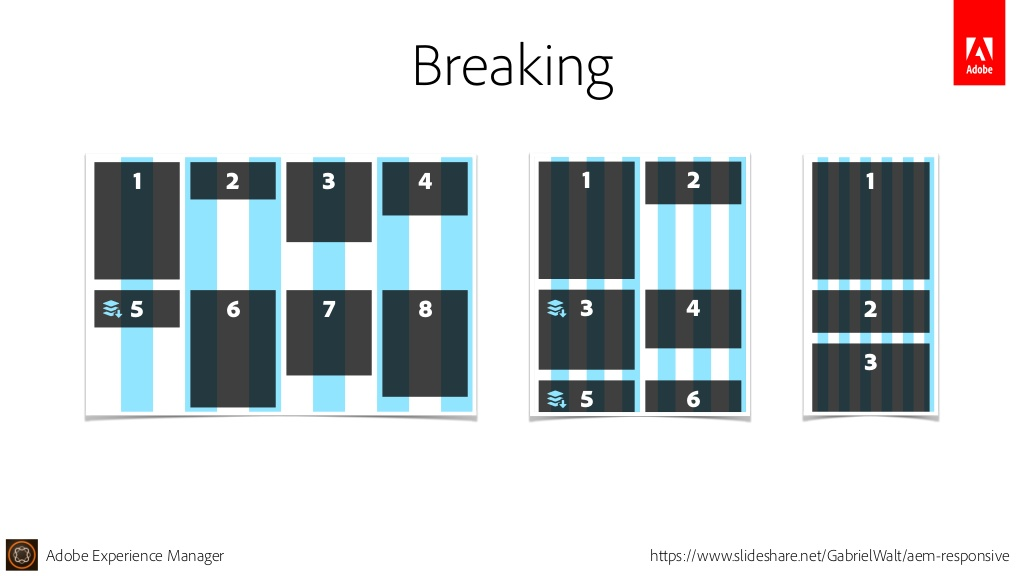 Breaking
Adobe
1 2 3 4
5 6 7 8
1 2
3 4
5 6
1
2
3
Adobe Experience Manager
https://www.slideshare.net/GabrielWalt/aem-responsive